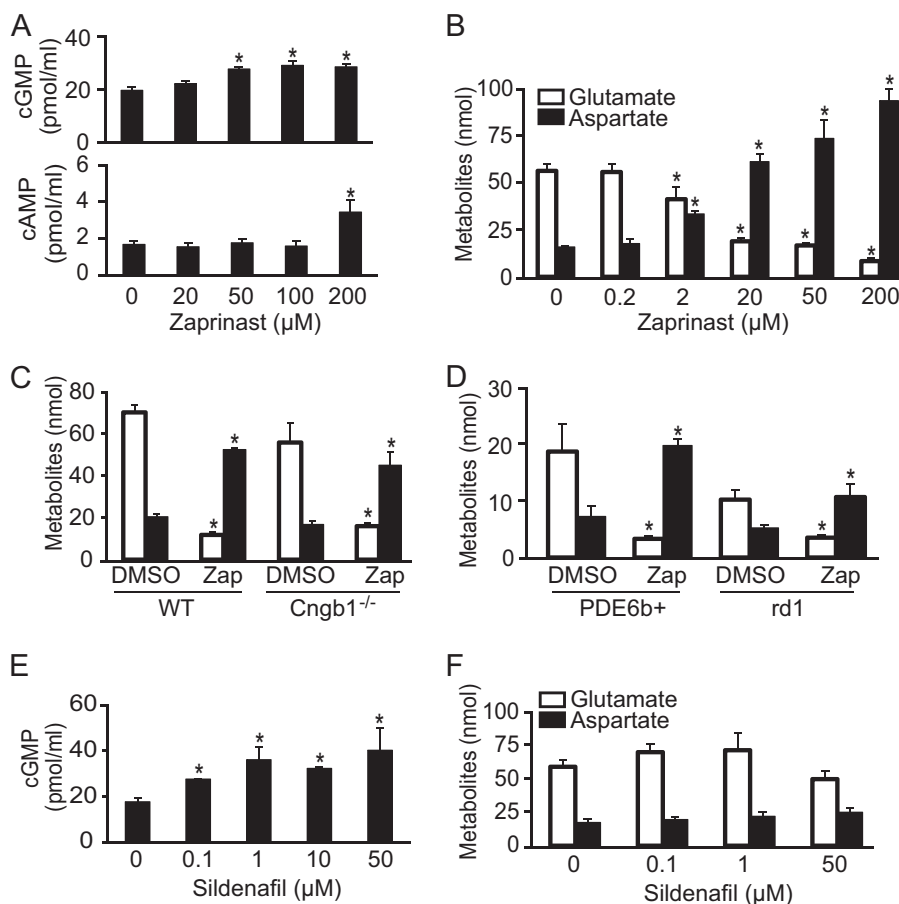 A
cGMP
(pmol/ml)
60
40
20
0
* * *
cAMP
(pmol/ml)
6
4
2
0
*
0 20 50 100 200
Zaprinast (µM)
B
Metabolites (nmol)
100
75
50
25
0
Glutamate
Aspartate
* * * * * * * *
0 0.2 2 20 50 200
Zaprinast (µM)
C
Metabolites (nmol)
80
60
40
20
0
* * * *
DMSO Zap DMSO Zap
WT Cngb1-/-
D
Metabolites (nmol)
30
20
10
0
* * * *
DMSO Zap DMSO Zap
PDE6b+ rd1
E
cGMP
(pmol/ml)
60
40
20
0
* * * *
0 0.1 1 10 50
Sildenafil (µM)
F
Metabolites (nmol)
100
75
50
25
0
Glutamate
Aspartate
0 0.1 1 50
Sildenafil (µM)